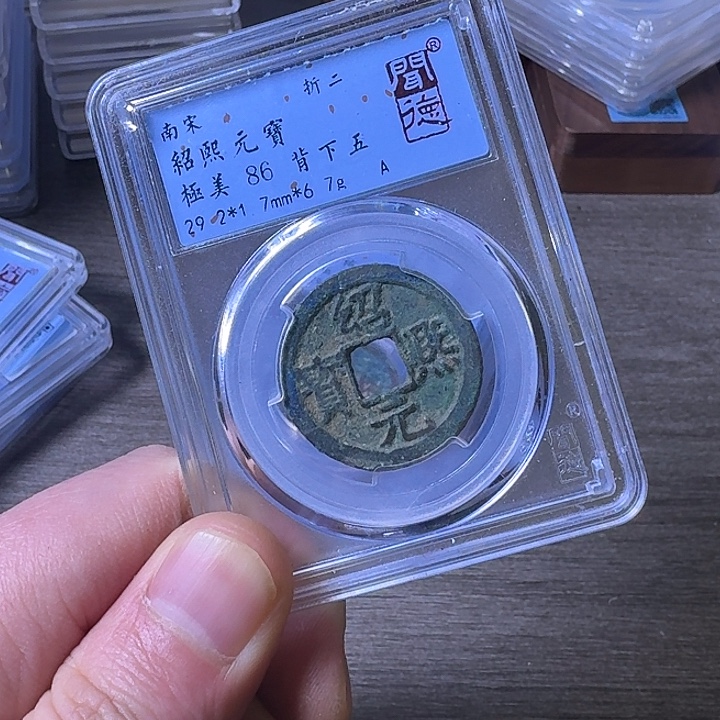 折二
聞德®
南宋
紹熙元寶
極美 86 背下五
29.2*1.7mm*6.7g A
紹熙元寶